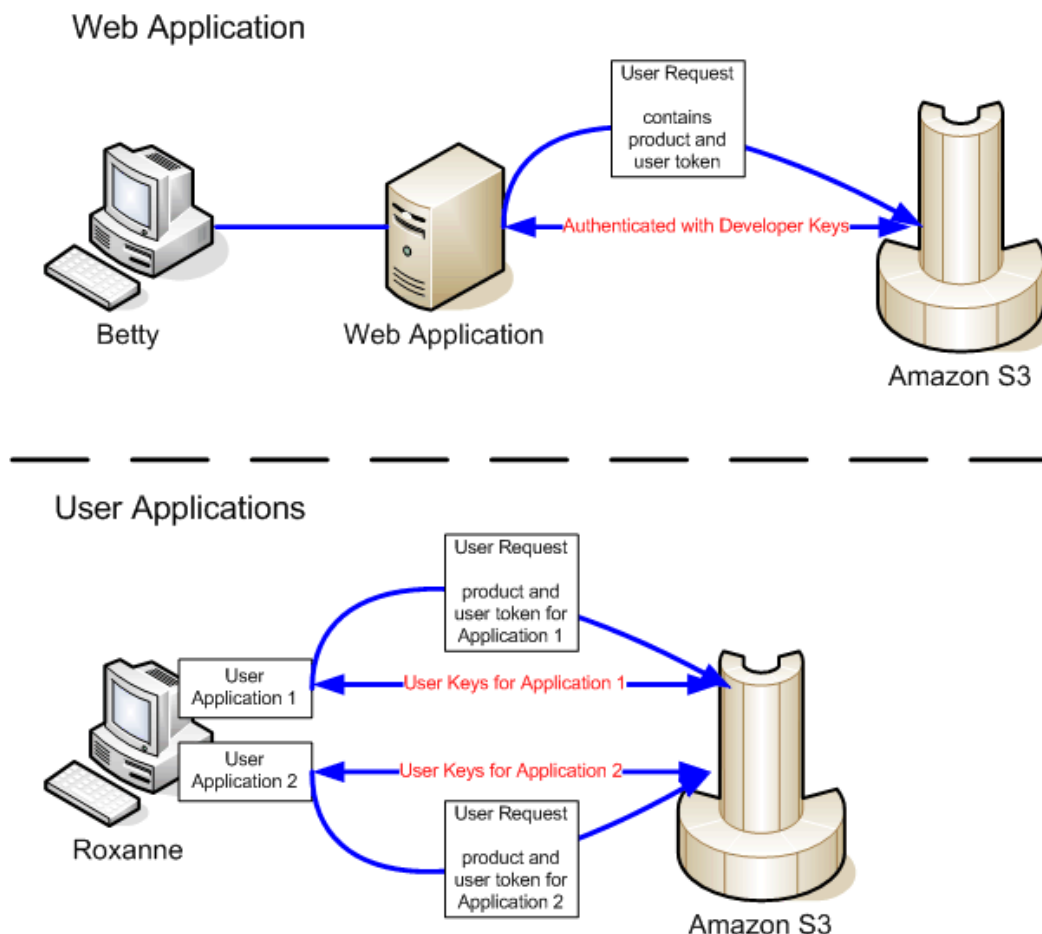 Web Application
User Request
contains
product and
user token
Authenticated with Developer Keys
Betty
Web Application
Amazon S3
User Applications
User Request
product and
user token for
Application 1
User
Application 1
User Keys for Application 1
User
Application 2
User Keys for Application 2
User Request
product and
user token for
Application 2
Roxanne
Amazon S3